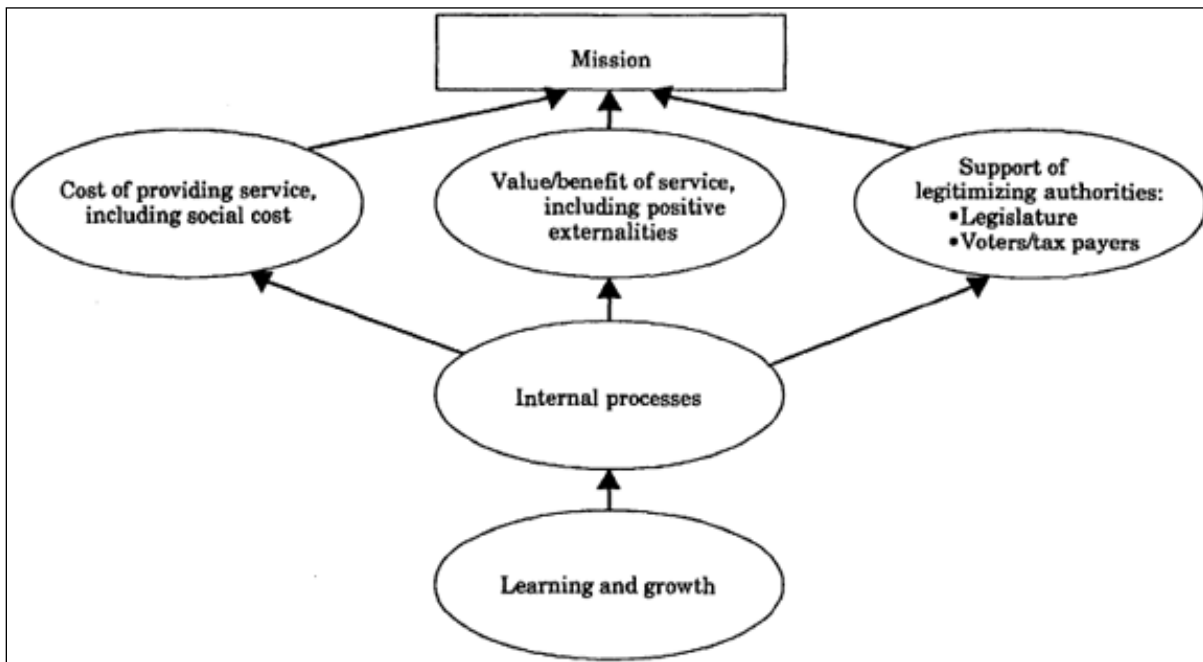 Mission
Cost of providing service,
including social cost
Value/benefit of service,
including positive
externalities
Support of
legitimizing authorities:
•Legislature
•Voters/tax payers
Internal processes
Learning and growth